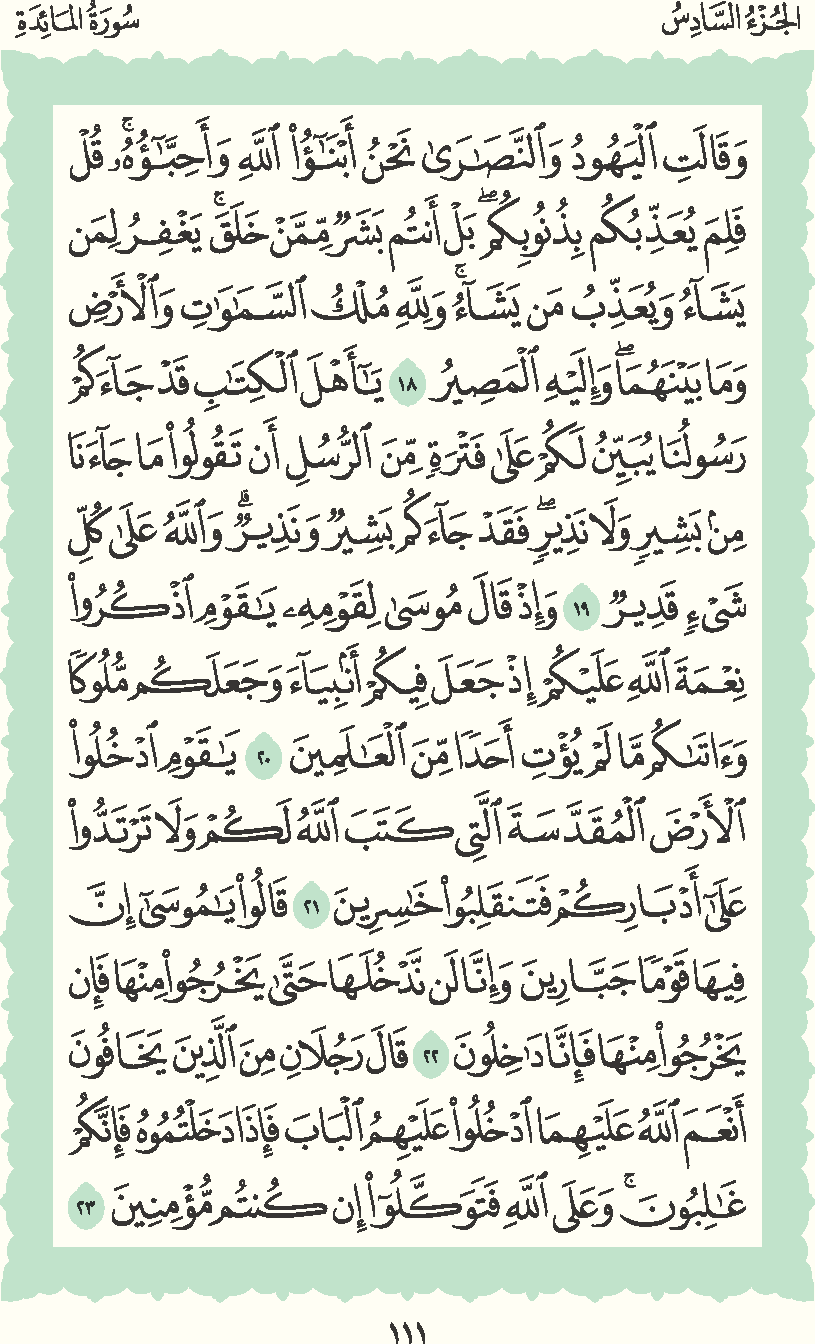 الجُزْءُ السَّادِسُ
سُورَةُ المَائِدَةِ
وَقَالَتِ ٱلْيَهُودُ وَٱلنَّصَٰرَىٰ نَحْنُ أَبْنَٰٓؤُا۟ ٱللَّهِ وَأَحِبَّٰٓؤُهُۥ ۚ قُلْ
فَلِمَ يُعَذِّبُكُم بِذُنُوبِكُم ۖ بَلْ أَنتُم بَشَرٌ مِّمَّنْ خَلَقَ ۚ يَغْفِرُ لِمَن
يَشَآءُ وَيُعَذِّبُ مَن يَشَآءُ ۚ وَلِلَّهِ مُلْكُ ٱلسَّمَٰوَٰتِ وَٱلْأَرْضِ
وَمَا بَيْنَهُمَا ۖ وَإِلَيْهِ ٱلْمَصِيرُ ١٨ يَٰٓأَهْلَ ٱلْكِتَٰبِ قَدْ جَآءَكُمْ
رَسُولُنَا يُبَيِّنُ لَكُمْ عَلَىٰ فَتْرَةٍ مِّنَ ٱلرُّسُلِ أَن تَقُولُوا۟ مَا جَآءَنَا
مِنۢ بَشِيرٍ وَلَا نَذِيرٍ ۖ فَقَدْ جَآءَكُم بَشِيرٌ وَنَذِيرٌ ۗ وَٱللَّهُ عَلَىٰ كُلِّ
شَىْءٍ قَدِيرٌ ١٩ وَإِذْ قَالَ مُوسَىٰ لِقَوْمِهِۦ يَٰقَوْمِ ٱذْكُرُوا۟
نِعْمَةَ ٱللَّهِ عَلَيْكُمْ إِذْ جَعَلَ فِيكُمْ أَنۢبِيَآءَ وَجَعَلَكُم مُّلُوكًا
وَءَاتَىٰكُم مَّا لَمْ يُؤْتِ أَحَدًا مِّنَ ٱلْعَٰلَمِينَ ٢٠ يَٰقَوْمِ ٱدْخُلُوا۟
ٱلْأَرْضَ ٱلْمُقَدَّسَةَ ٱلَّتِى كَتَبَ ٱللَّهُ لَكُمْ وَلَا تَرْتَدُّوا۟
عَلَىٰٓ أَدْبَارِكُمْ فَتَنقَلِبُوا۟ خَٰسِرِينَ ٢١ قَالُوا۟ يَٰمُوسَىٰٓ إِنَّ
فِيهَا قَوْمًا جَبَّارِينَ وَإِنَّا لَن نَّدْخُلَهَا حَتَّىٰ يَخْرُجُوا۟ مِنْهَا فَإِن
يَخْرُجُوا۟ مِنْهَا فَإِنَّا دَٰخِلُونَ ٢٢ قَالَ رَجُلَانِ مِنَ ٱلَّذِينَ يَخَافُونَ
أَنْعَمَ ٱللَّهُ عَلَيْهِمَا ٱدْخُلُوا۟ عَلَيْهِمُ ٱلْبَابَ فَإِذَا دَخَلْتُمُوهُ فَإِنَّكُمْ
غَٰلِبُونَ ۚ وَعَلَى ٱللَّهِ فَتَوَكَّلُوٓا۟ إِن كُنتُم مُّؤْمِنِينَ ٢٣
١١١